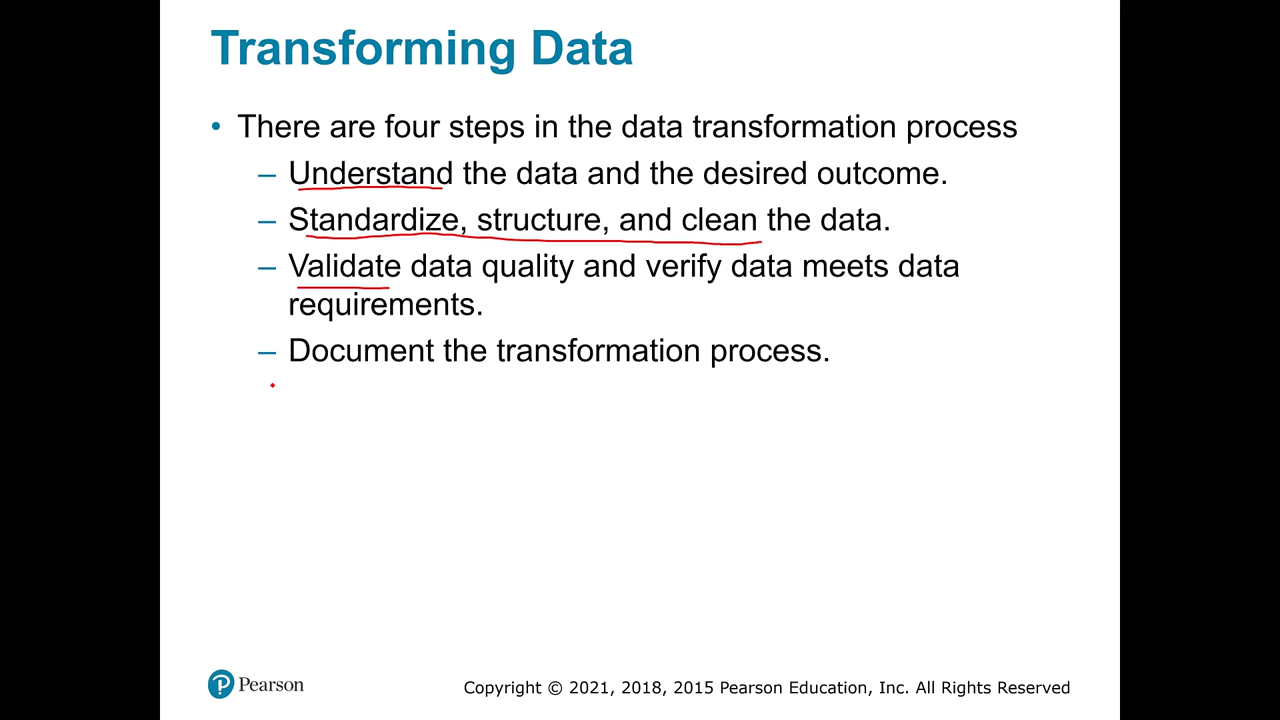 Transforming Data
• There are four steps in the data transformation process
– Understand the data and the desired outcome.
– Standardize, structure, and clean the data.
– Validate data quality and verify data meets data
requirements.
– Document the transformation process.
P Pearson
Copyright © 2021, 2018, 2015 Pearson Education, Inc. All Rights Reserved